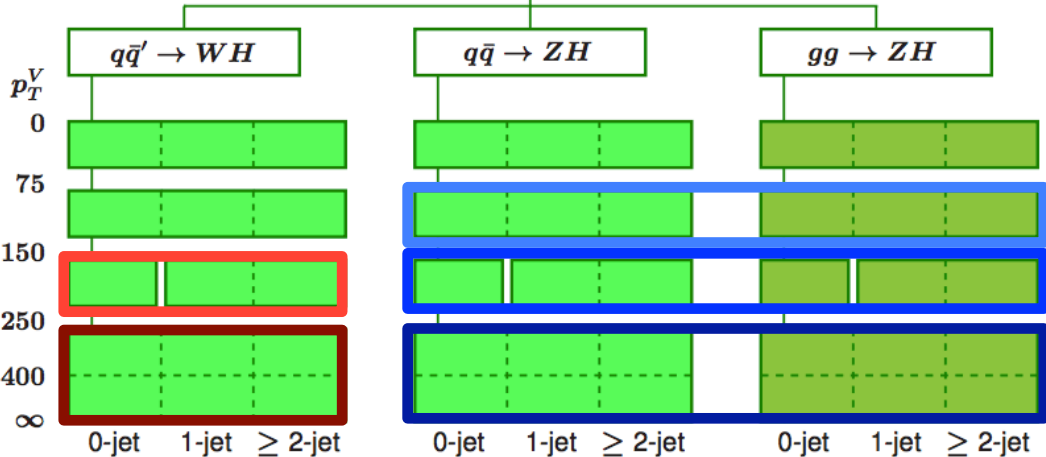 qq̄′ → WH
qq̄ → ZH
gg → ZH
p_T^V
0
75
150
250
400
∞
0-jet 1-jet ≥ 2-jet 0-jet 1-jet ≥ 2-jet 0-jet 1-jet ≥ 2-jet